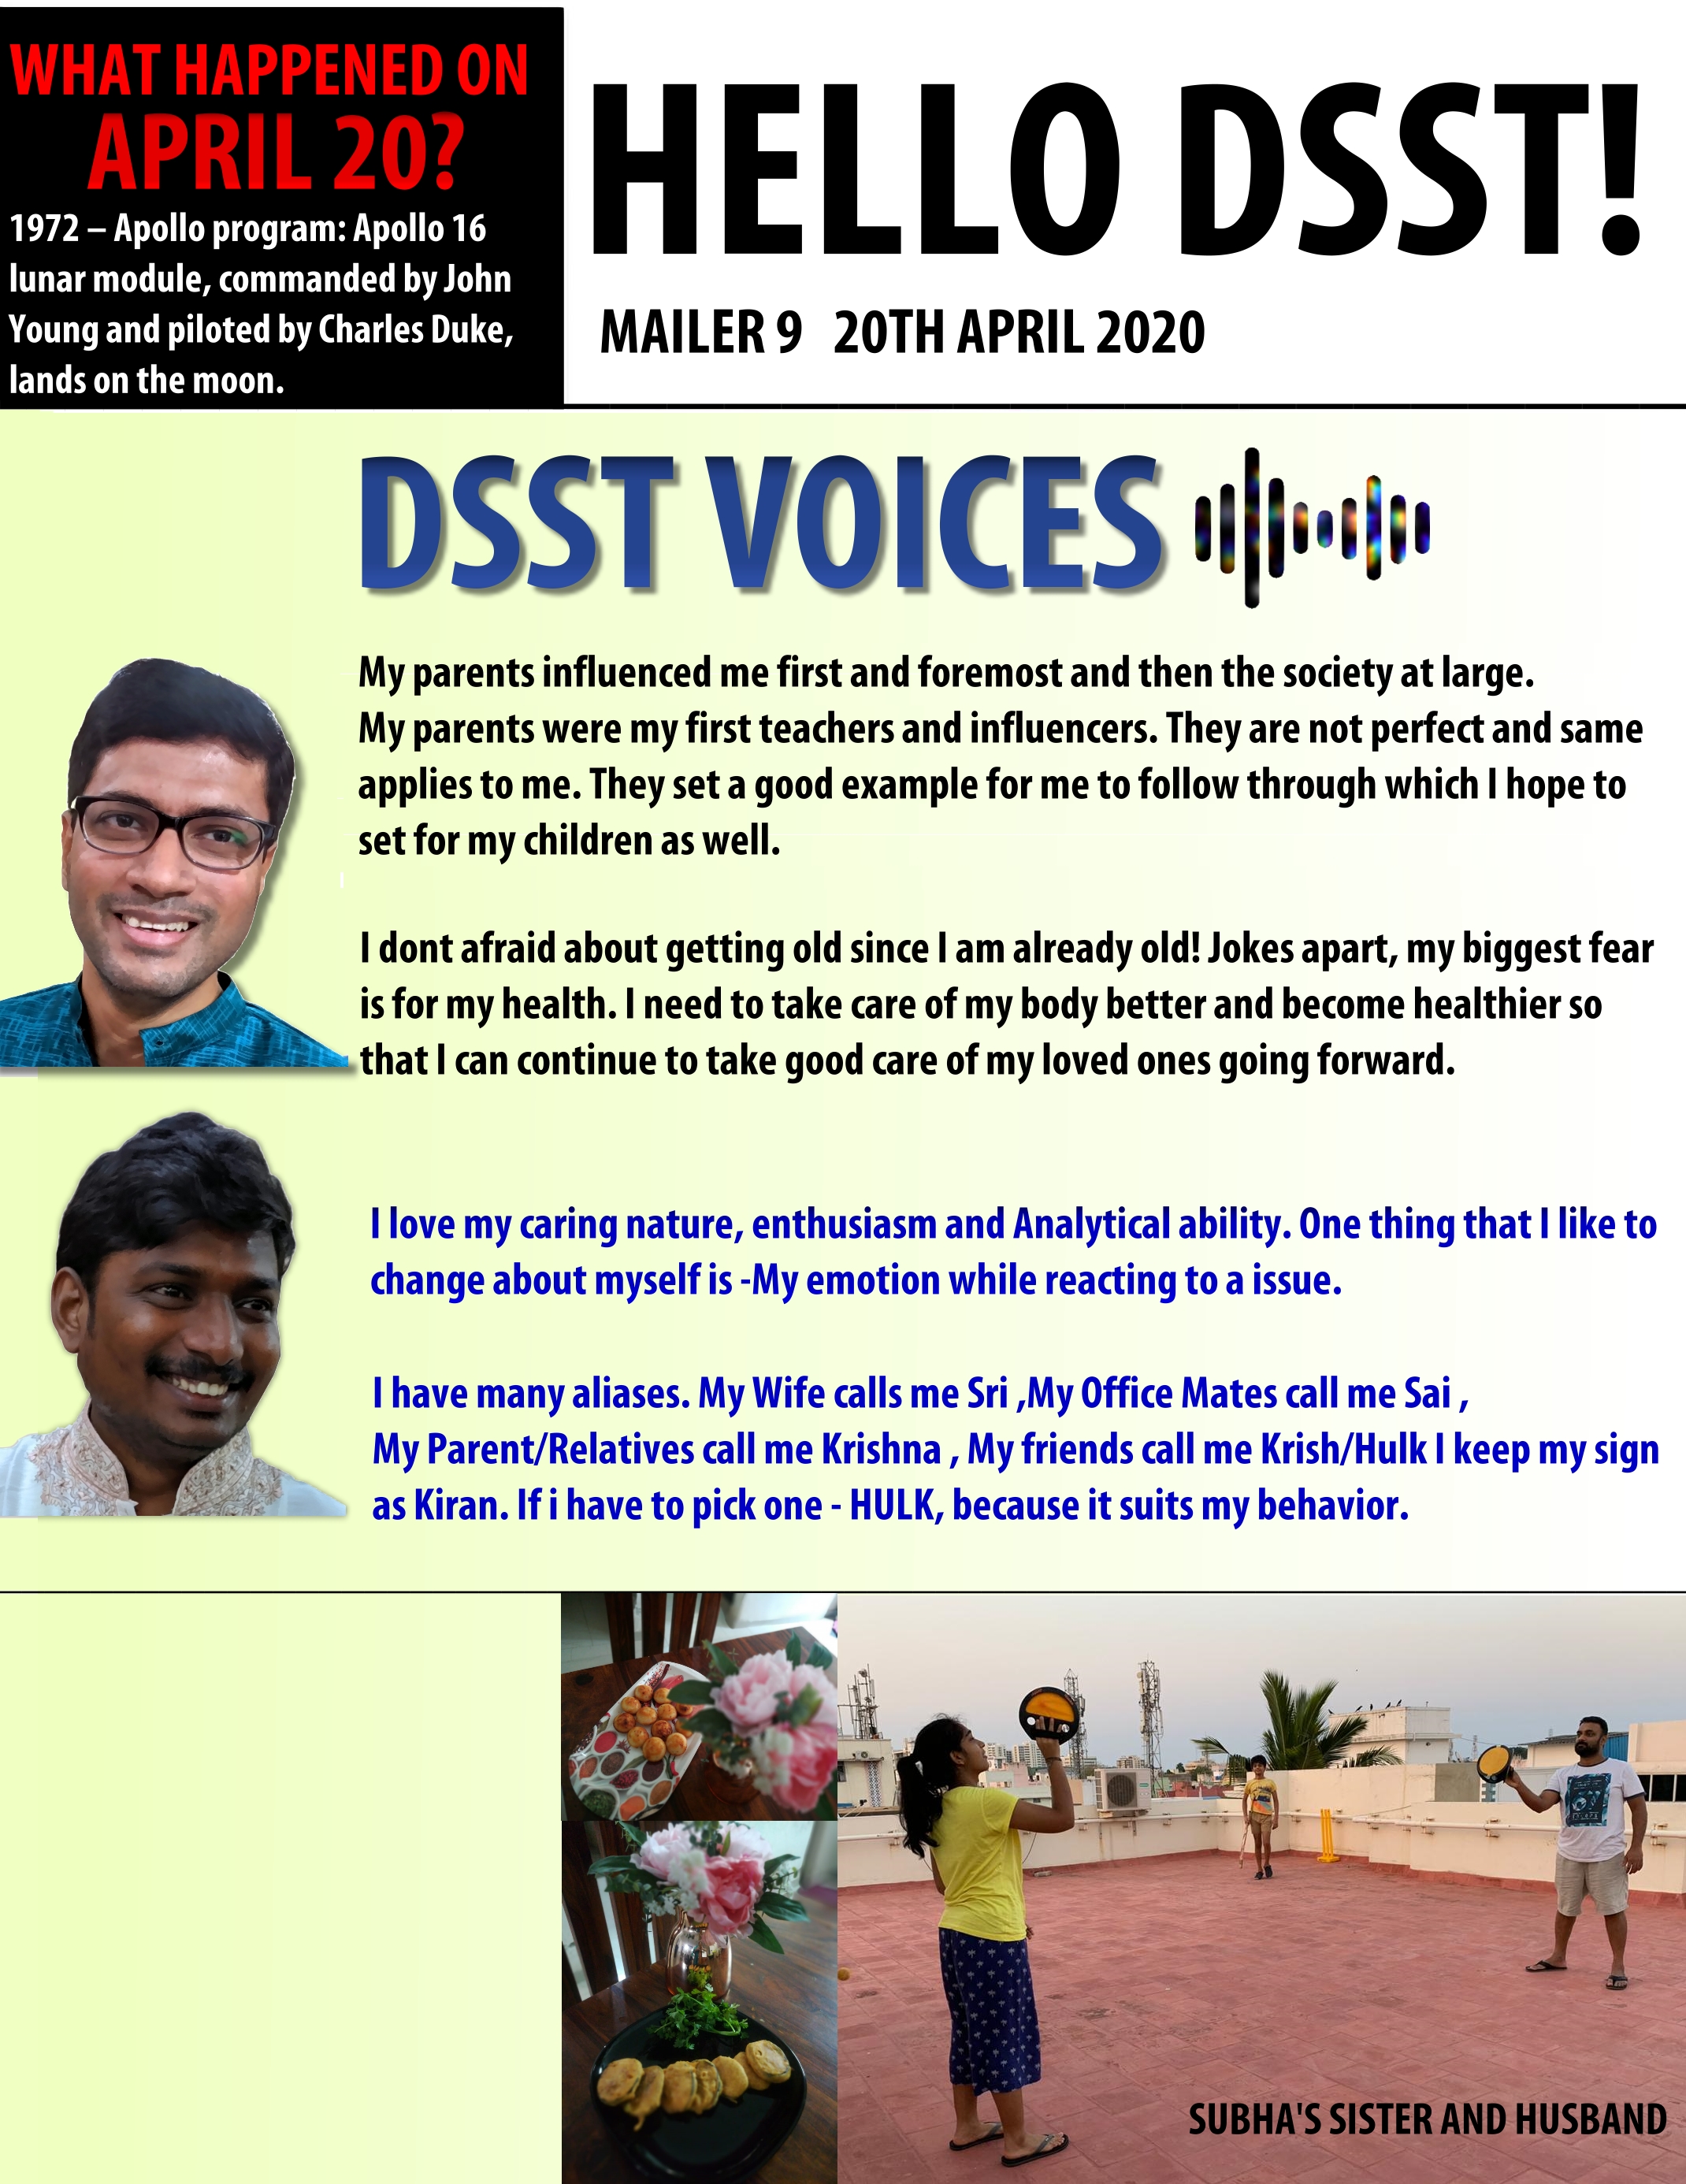 WHAT HAPPENED ON
APRIL 20?
1972 – Apollo program: Apollo 16
lunar module, commanded by John
Young and piloted by Charles Duke,
lands on the moon.
HELLO DSST!
MAILER 9 20TH APRIL 2020
DSST VOICES
My parents influenced me first and foremost and then the society at large.
My parents were my first teachers and influencers. They are not perfect and same
applies to me. They set a good example for me to follow through which I hope to
set for my children as well.
I dont afraid about getting old since I am already old! Jokes apart, my biggest fear
is for my health. I need to take care of my body better and become healthier so
that I can continue to take good care of my loved ones going forward.
I love my caring nature, enthusiasm and Analytical ability. One thing that I like to
change about myself is -My emotion while reacting to a issue.
I have many aliases. My Wife calls me Sri ,My Office Mates call me Sai ,
My Parent/Relatives call me Krishna , My friends call me Krish/Hulk I keep my sign
as Kiran. If i have to pick one - HULK, because it suits my behavior.
SUBHA'S SISTER AND HUSBAND